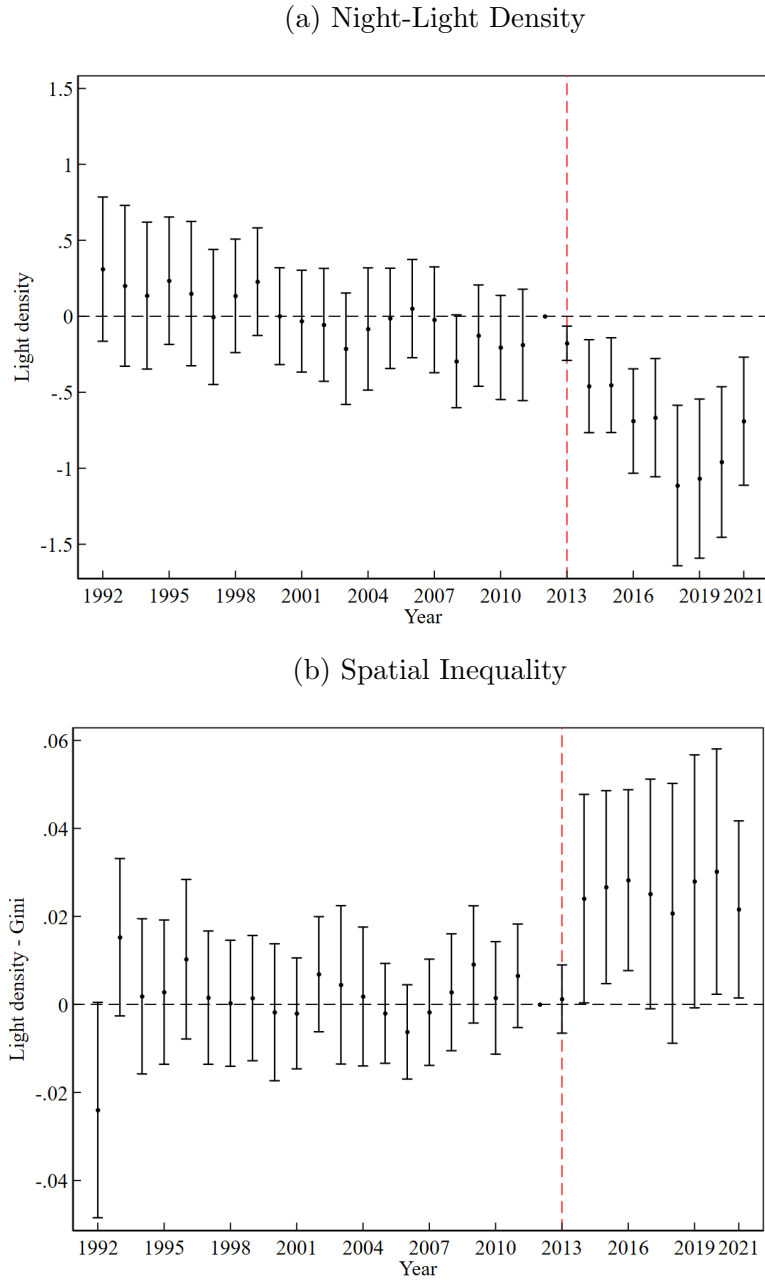 (a) Night-Light Density
1.5
1
.5
0
-.5
-1
-1.5
Light density
1992 1995 1998 2001 2004 2007 2010 2013 2016 2019 2021
Year
(b) Spatial Inequality
.06
.04
.02
0
-.02
-.04
Light density - Gini
1992 1995 1998 2001 2004 2007 2010 2013 2016 2019 2021
Year